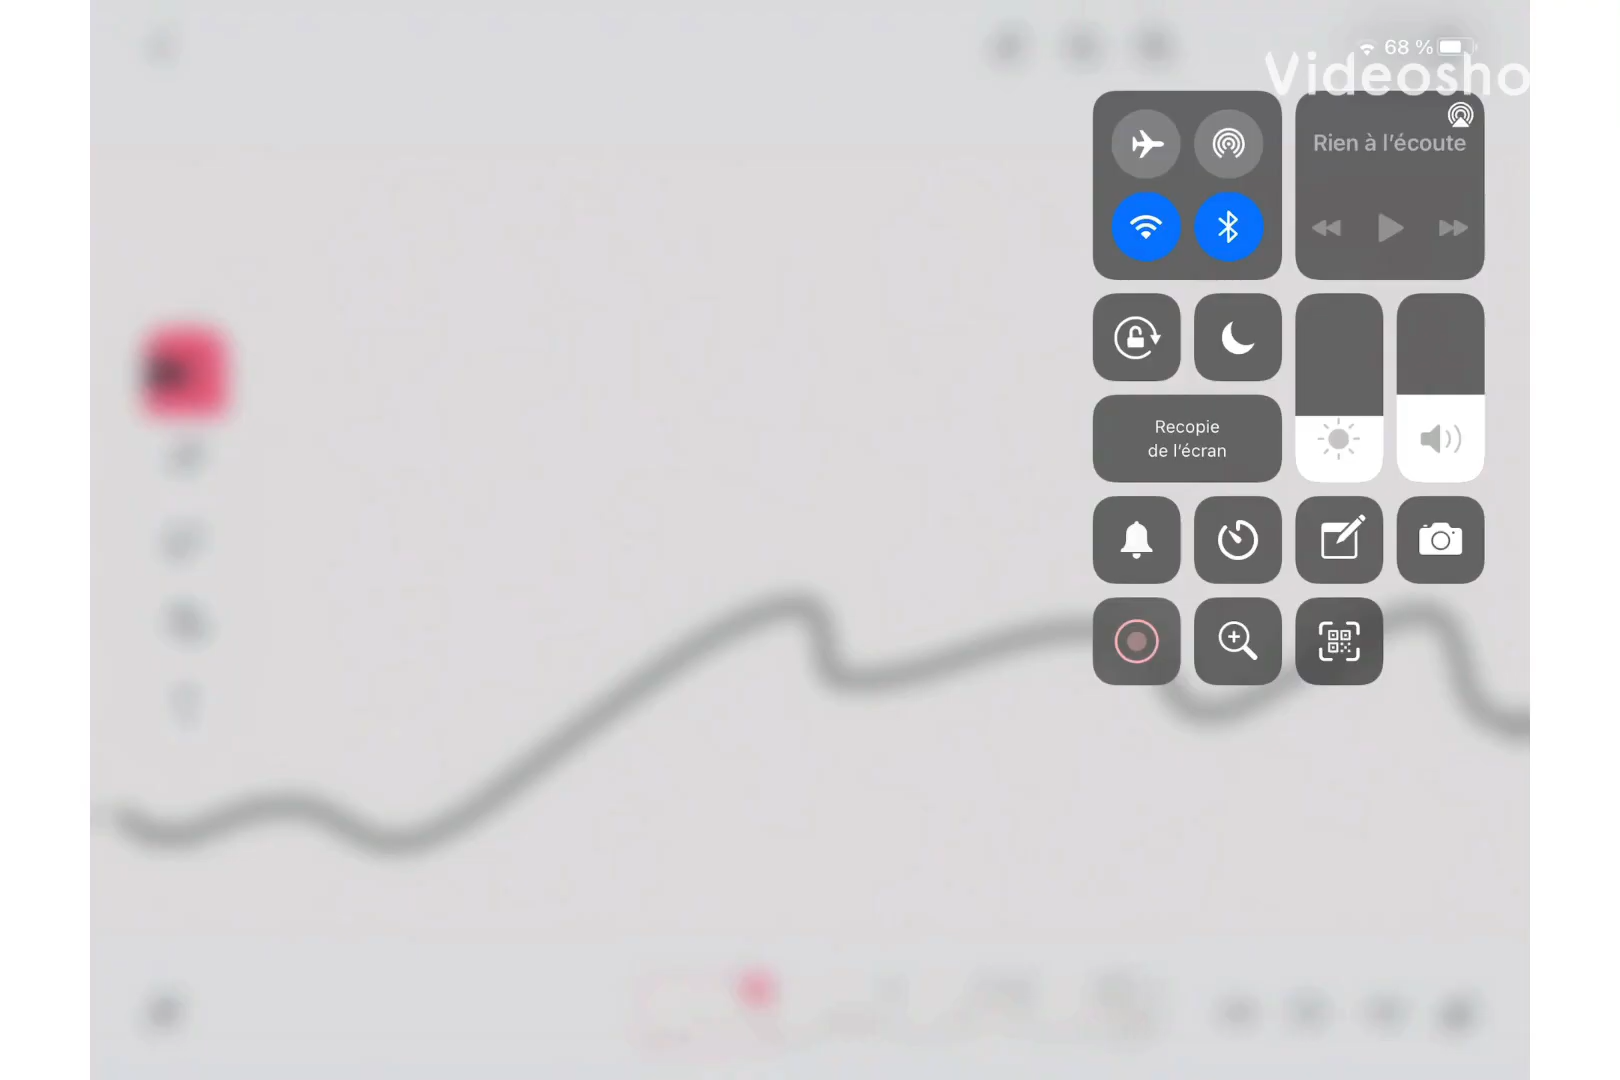 68 %
Videosho
Rien à l’écoute
Recopie
de l’écran